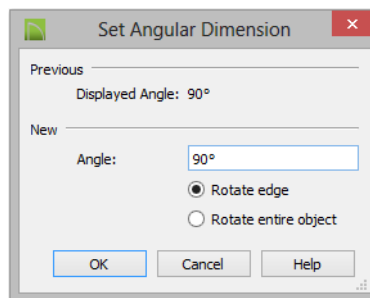 Set Angular Dimension
Previous
Displayed Angle: 90°
New
Angle: 90°
Rotate edge
Rotate entire object
OK Cancel Help